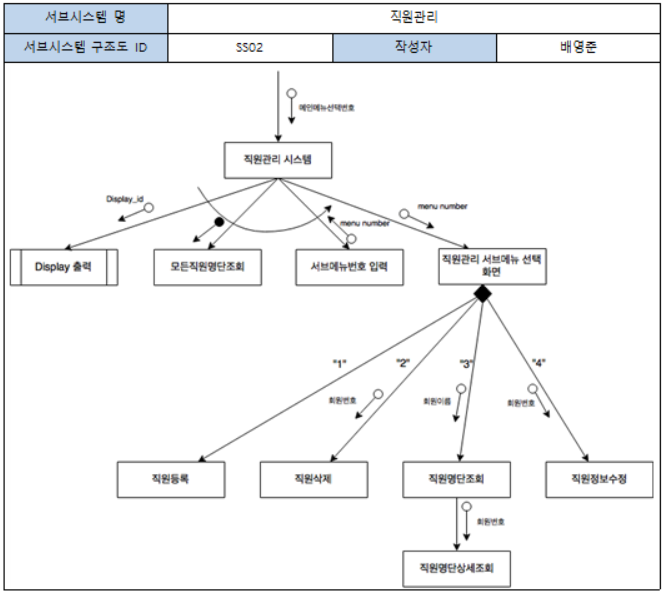 서브시스템 명 직원관리
서브시스템 구조도 ID SS02 작성자 배영준
메인메뉴선택번호
직원관리 시스템
Display_id
menu number
menu number
Display 출력
모든직원명단조회
서브메뉴번호 입력
직원관리 서브메뉴 선택
화면
"1"
"2"
"3"
"4"
회원번호
회원이름
회원번호
직원등록
직원삭제
직원명단조회
직원정보수정
회원번호
직원명단상세조회